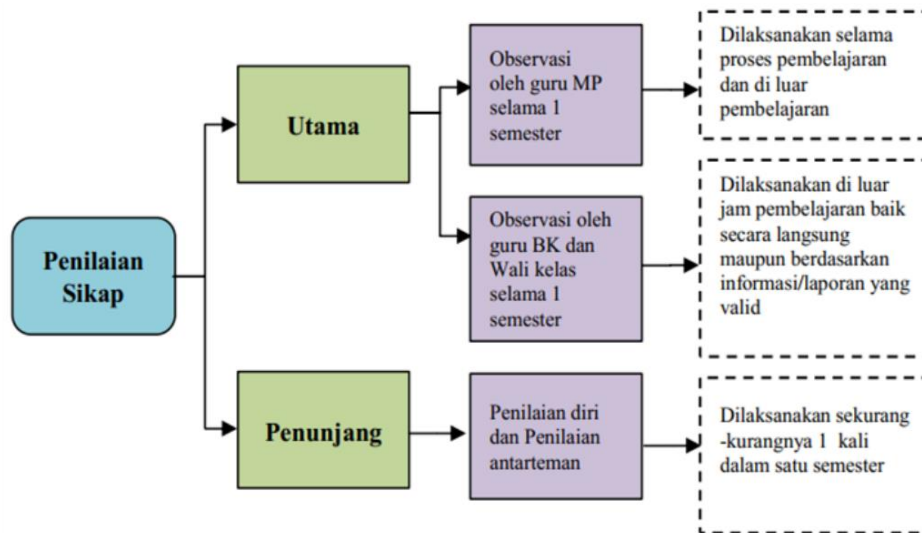 Penilaian
Sikap
Utama
Observasi
oleh guru MP
selama 1
semester
Dilaksanakan selama
proses pembelajaran
dan di luar
pembelajaran
Observasi oleh
guru BK dan
Wali kelas
selama 1
semester
Dilaksanakan di luar
jam pembelajaran baik
secara langsung
maupun berdasarkan
informasi/laporan yang
valid
Penunjang
Penilaian diri
dan Penilaian
antarteman
Dilaksanakan sekurang
-kurangnya 1 kali
dalam satu semester